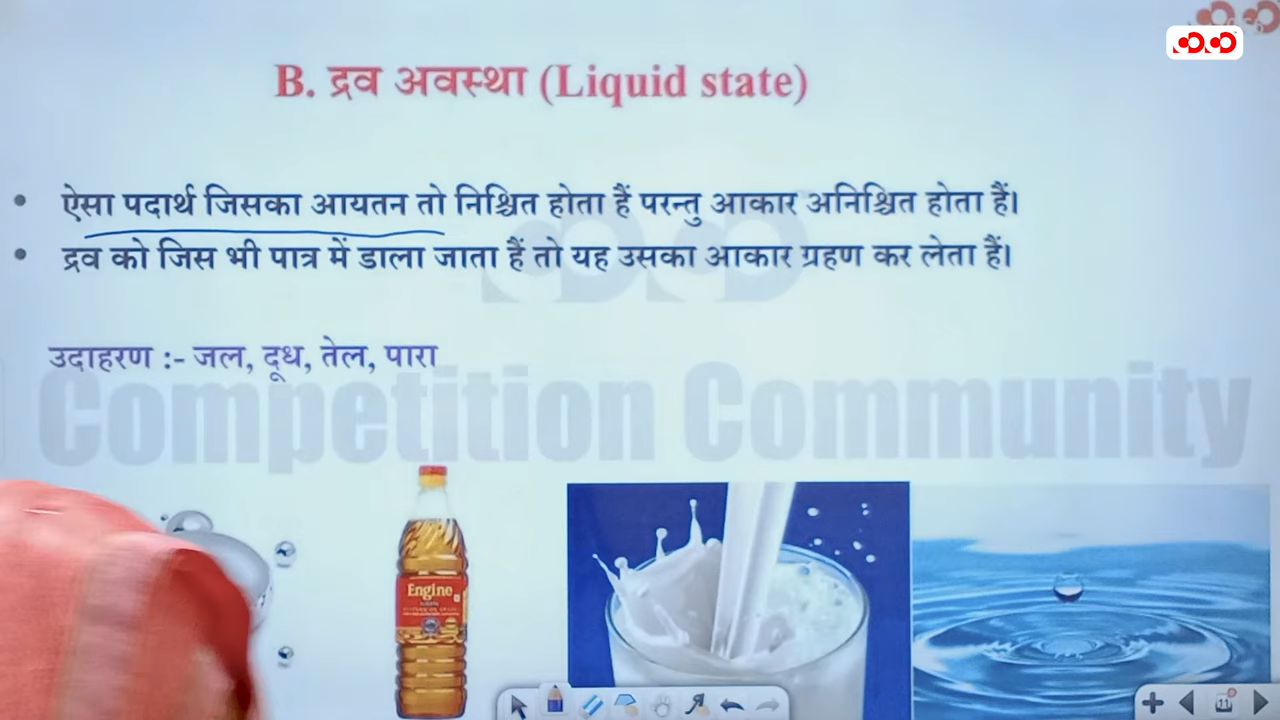 B. द्रव अवस्था (Liquid state)
• ऐसा पदार्थ जिसका आयतन तो निश्चित होता हैं परन्तु आकार अनिश्चित होता हैं।
• द्रव को जिस भी पात्र में डाला जाता हैं तो यह उसका आकार ग्रहण कर लेता हैं।
उदाहरण :- जल, दूध, तेल, पारा
Competition Community
Engine
11